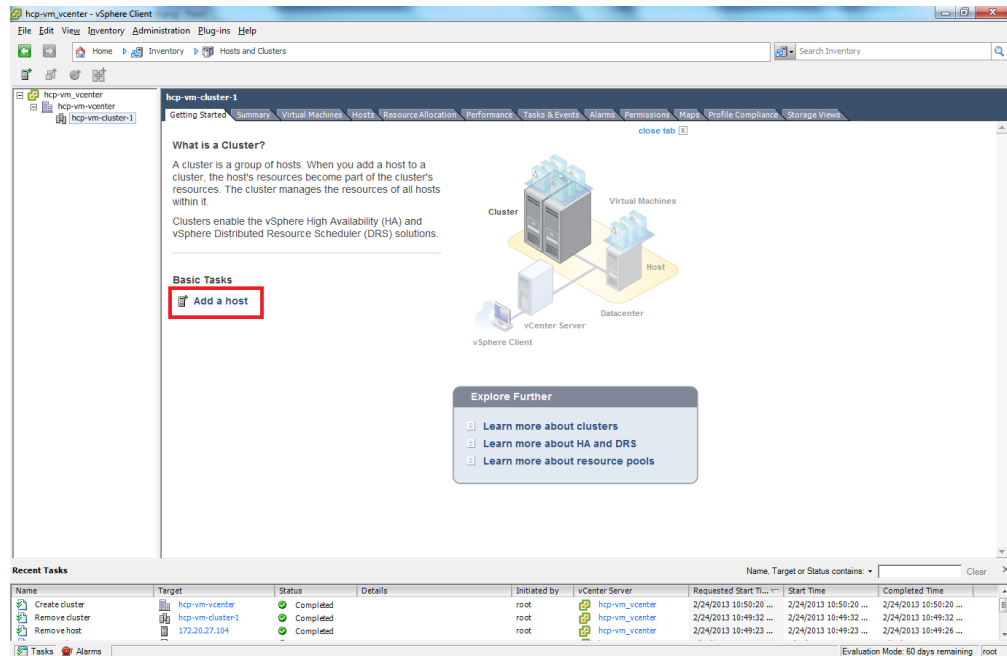 hcp-vm_vcenter - vSphere Client
File Edit View Inventory Administration Plug-ins Help
Home Inventory Hosts and Clusters
Search Inventory
hcp-vm_vcenter
hcp-vm-vcenter
hcp-vm-cluster-1
hcp-vm-cluster-1
Getting Started Summary Virtual Machines Hosts Resource Allocation Performance Tasks & Events Alarms Permissions Maps Profile Compliance Storage Views
close tab X
What is a Cluster?
A cluster is a group of hosts. When you add a host to a
cluster, the host's resources become part of the cluster's
resources. The cluster manages the resources of all hosts
within it.
Clusters enable the vSphere High Availability (HA) and
vSphere Distributed Resource Scheduler (DRS) solutions.
Basic Tasks
Add a host
Cluster
Virtual Machines
Host
Datacenter
vCenter Server
vSphere Client
Explore Further
Learn more about clusters
Learn more about HA and DRS
Learn more about resource pools
Recent Tasks
Name, Target or Status contains: Clear
Name Target Status Details Initiated by vCenter Server Requested Start Ti... Start Time Completed Time
Create cluster hcp-vm-vcenter Completed root hcp-vm_vcenter 2/24/2013 10:50:20 ... 2/24/2013 10:50:20 ... 2/24/2013 10:50:20 ...
Remove cluster hcp-vm-cluster-1 Completed root hcp-vm_vcenter 2/24/2013 10:49:32 ... 2/24/2013 10:49:32 ... 2/24/2013 10:49:32 ...
Remove host 172.20.27.104 Completed root hcp-vm_vcenter 2/24/2013 10:49:23 ... 2/24/2013 10:49:23 ... 2/24/2013 10:49:26 ...
Tasks Alarms Evaluation Mode: 60 days remaining root